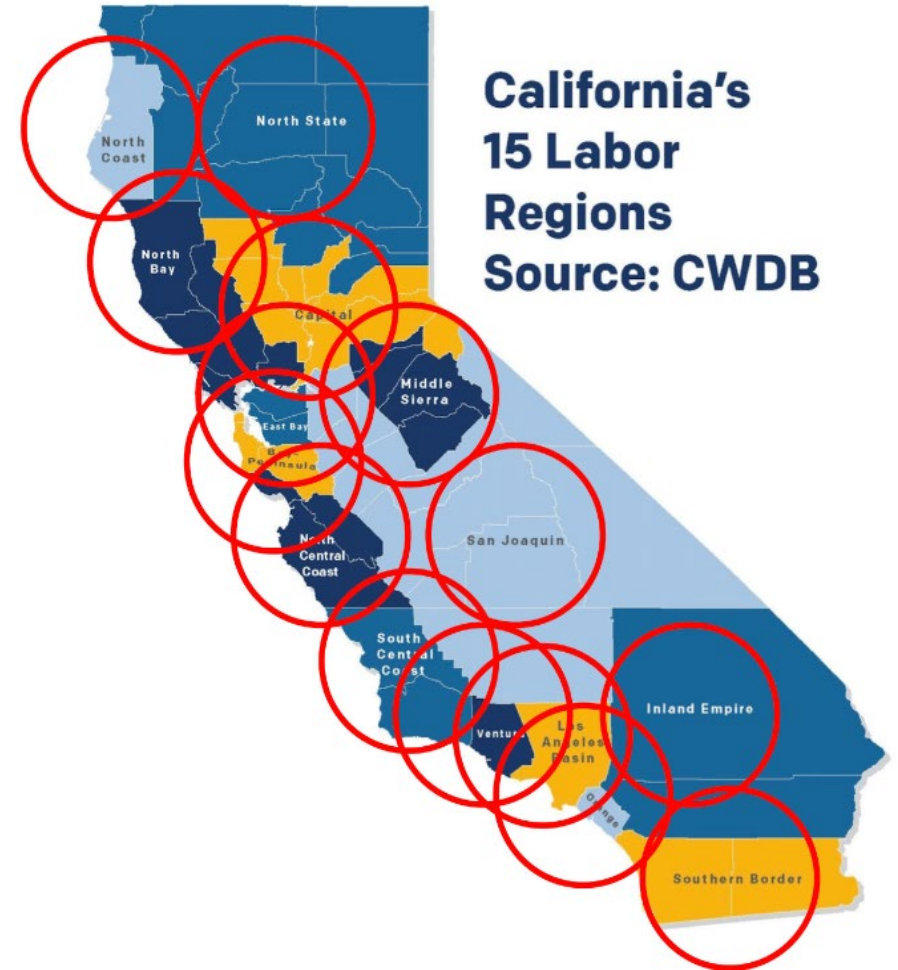 California's
15 Labor
Regions
Source: CWDB
North State
North
Coast
North
Bay
Capital
Middle
Sierra
East Bay
Bay-
Peninsula
San Joaquin
North
Central
Coast
South
Central
Coast
Inland Empire
Ventura
Los
Angeles
Basin
Orange
Southern Border